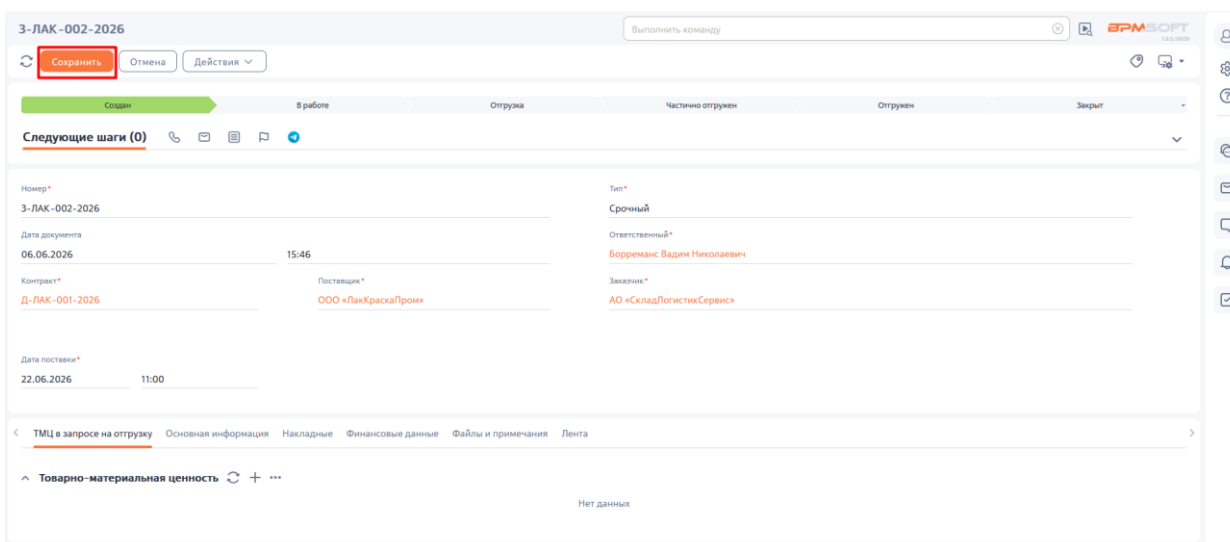 З-ЛАК-002-2026
Выполнить команду
BPMSOFT
Сохранить Отмена Действия
Создан В работе Отгрузка Частично отгружен Отгружен Закрыт
Следующие шаги (0)
Номер* Тип*
З-ЛАК-002-2026 Срочный
Дата документа Ответственный*
06.06.2026 15:46 Борреманс Вадим Николаевич
Контракт* Поставщик* Заказчик*
Д-ЛАК-001-2026 ООО «ЛакКраскаПром» АО «СкладЛогистикСервис»
Дата поставки*
22.06.2026 11:00
ТМЦ в запросе на отгрузку Основная информация Накладные Финансовые данные Файлы и примечания Лента
Товарно-материальная ценность
Нет данных